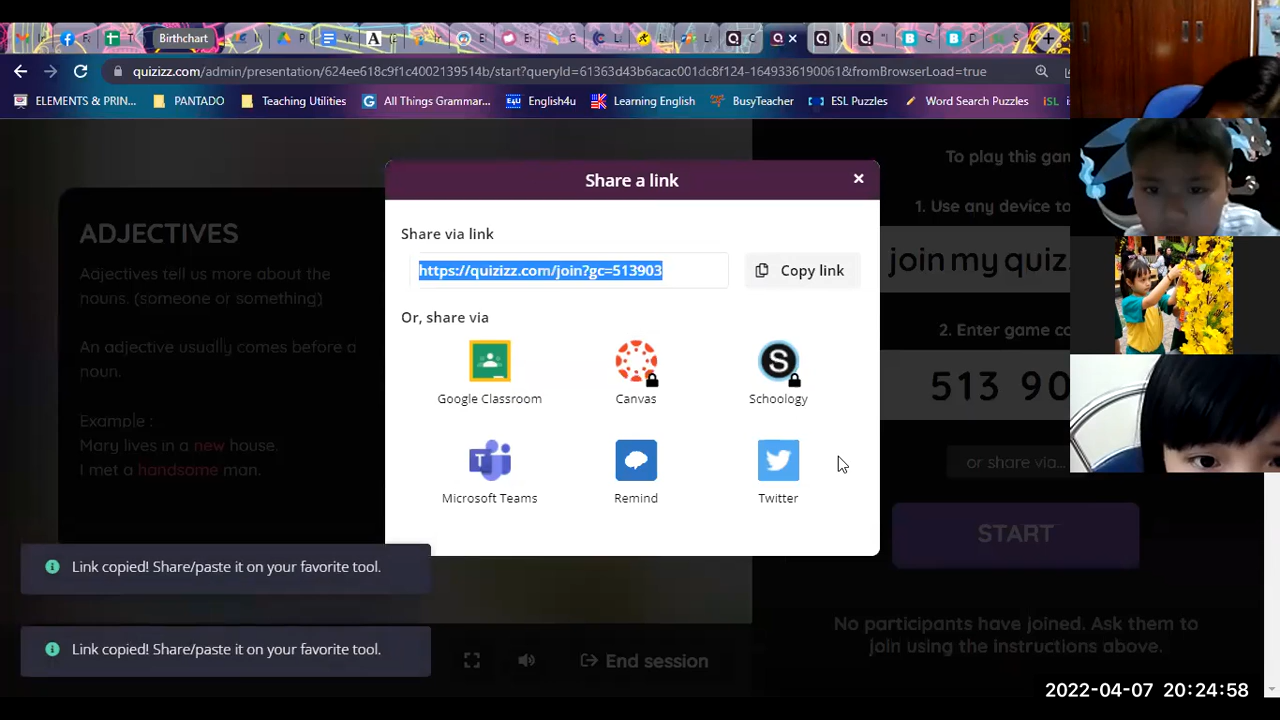 Birthchart
quizizz.com/admin/presentation/624ee618c9f1c4002139514b/start?queryId=61363d43b6acac001dc8f124-1649336190061&fromBrowserLoad=true
ELEMENTS & PRIN... PANTADO Teaching Utilities All Things Grammar... English4u Learning English BusyTeacher ESL Puzzles Word Search Puzzles iSL
Share a link
Share via link
https://quizizz.com/join?gc=513903
Copy link
Or, share via
Google Classroom
Canvas
Schoology
Microsoft Teams
Remind
Twitter
ADJECTIVES
Adjectives tell us more about the
nouns. (someone or something)
An adjective usually comes before a
noun.
Example :
Mary lives in a new house.
I met a handsome man.
To play this gam
1. Use any device to
join my quiz.
2. Enter game co
513 90
or share via...
START
No participants have joined. Ask them to
join using the instructions above.
Link copied! Share/paste it on your favorite tool.
Link copied! Share/paste it on your favorite tool.
End session
2022-04-07 20:24:58